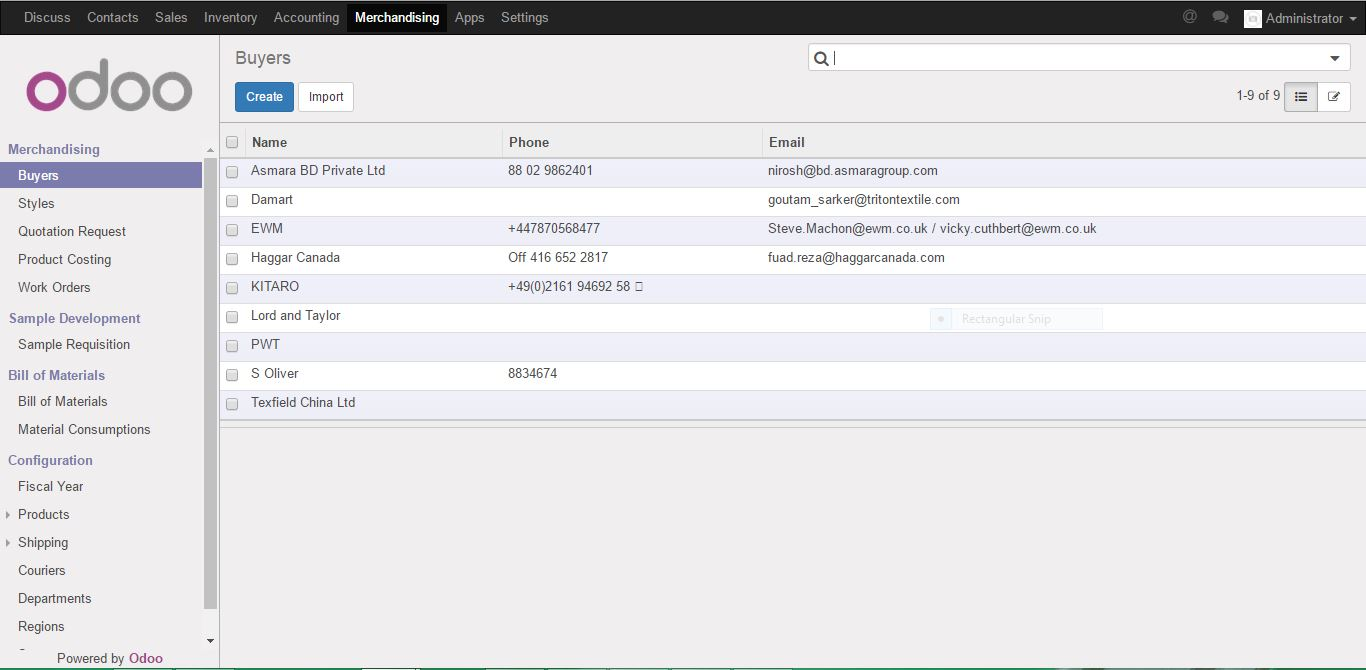 Discuss Contacts Sales Inventory Accounting Merchandising Apps Settings @ Administrator
odoo
Merchandising
Buyers
Styles
Quotation Request
Product Costing
Work Orders
Sample Development
Sample Requisition
Bill of Materials
Bill of Materials
Material Consumptions
Configuration
Fiscal Year
Products
Shipping
Couriers
Departments
Regions
Powered by Odoo
Buyers
Create Import
1-9 of 9
Name Phone Email
Asmara BD Private Ltd 88 02 9862401 nirosh@bd.asmaragroup.com
Damart goutam_sarker@tritontextile.com
EWM +447870568477 Steve.Machon@ewm.co.uk / vicky.cuthbert@ewm.co.uk
Haggar Canada Off 416 652 2817 fuad.reza@haggarcanada.com
KITARO +49(0)2161 94692 58
Lord and Taylor
Rectangular Snip
PWT
S Oliver 8834674
Texfield China Ltd